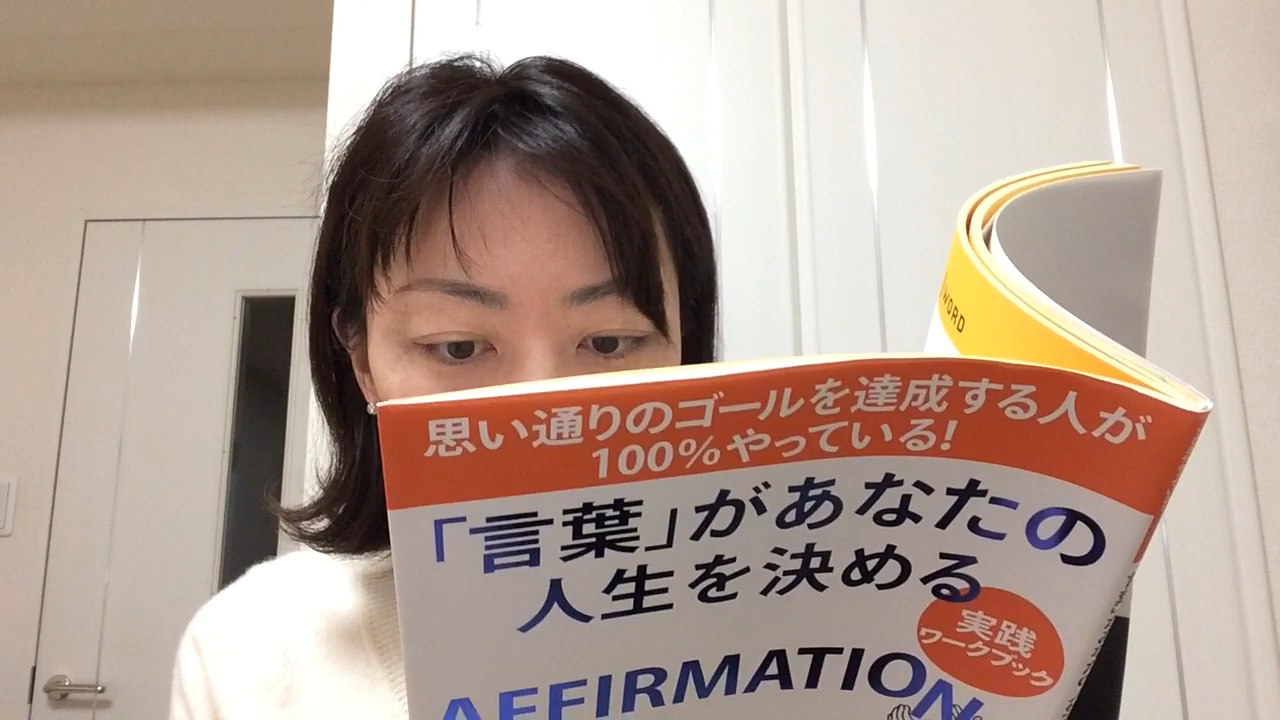 思い通りのゴールを達成する人が
100%やっている!
「言葉」があなたの
人生を決める
実践
ワークブック
AFFIRMATION
WORD